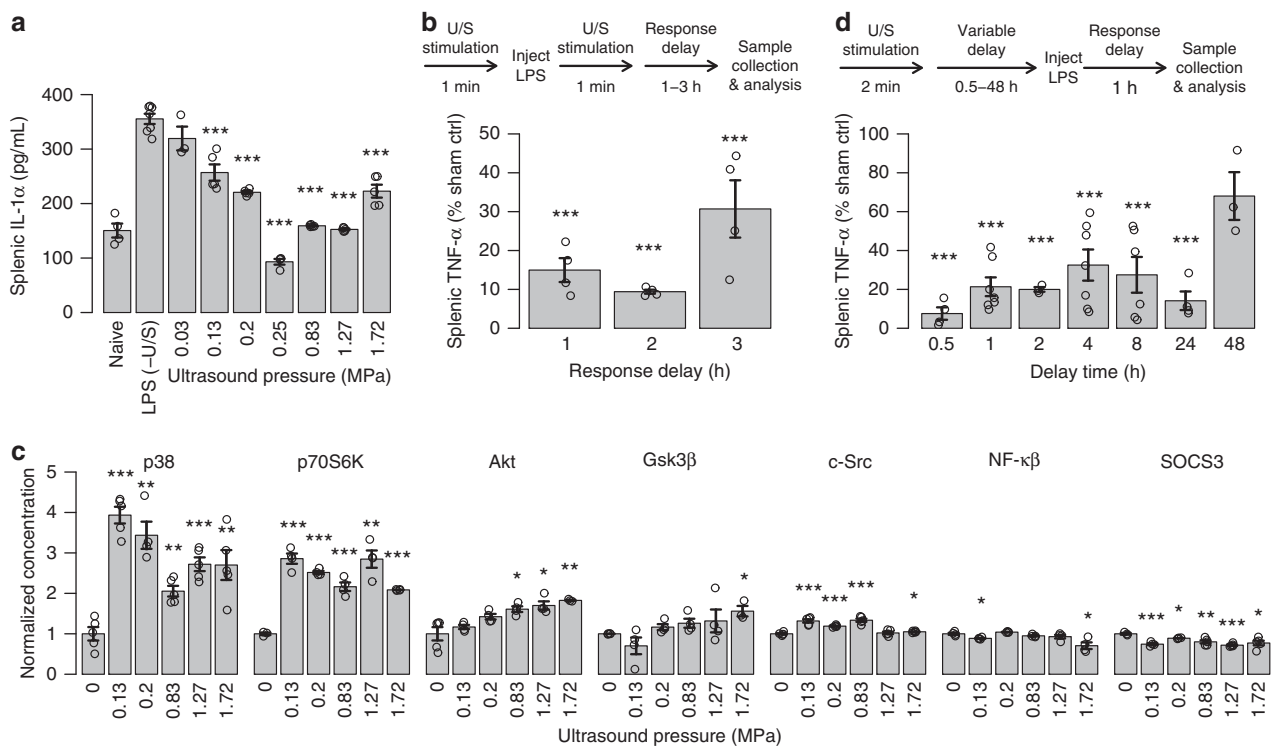 a
Splenic IL-1α (pg/mL)
400
300
200
100
0
***
***
***
***
***
***
Naive
LPS (−U/S)
0.03
0.13
0.2
0.25
0.83
1.27
1.72
Ultrasound pressure (MPa)
b
U/S
stimulation
1 min
Inject
LPS
U/S
stimulation
1 min
Response
delay
1–3 h
Sample
collection
& analysis
Splenic TNF-α (% sham ctrl)
50
40
30
20
10
0
***
***
***
1
2
3
Response delay (h)
d
U/S
stimulation
2 min
Variable
delay
0.5–48 h
Inject
LPS
Response
delay
1 h
Sample
collection
& analysis
Splenic TNF-α (% sham ctrl)
100
80
60
40
20
0
***
***
***
***
***
***
0.5
1
2
4
8
24
48
Delay time (h)
c
Normalized concentration
5
4
3
2
1
0
p38
***
**
**
***
**
0
0.13
0.2
0.83
1.27
1.72
p70S6K
***
***
***
**
***
0
0.13
0.2
0.83
1.27
1.72
Akt
*
*
**
0
0.13
0.2
0.83
1.27
1.72
Gsk3β
*
0
0.13
0.2
0.83
1.27
1.72
c-Src
***
***
***
*
0
0.13
0.2
0.83
1.27
1.72
NF-κβ
*
*
0
0.13
0.2
0.83
1.27
1.72
SOCS3
***
*
**
***
*
0
0.13
0.2
0.83
1.27
1.72
Ultrasound pressure (MPa)